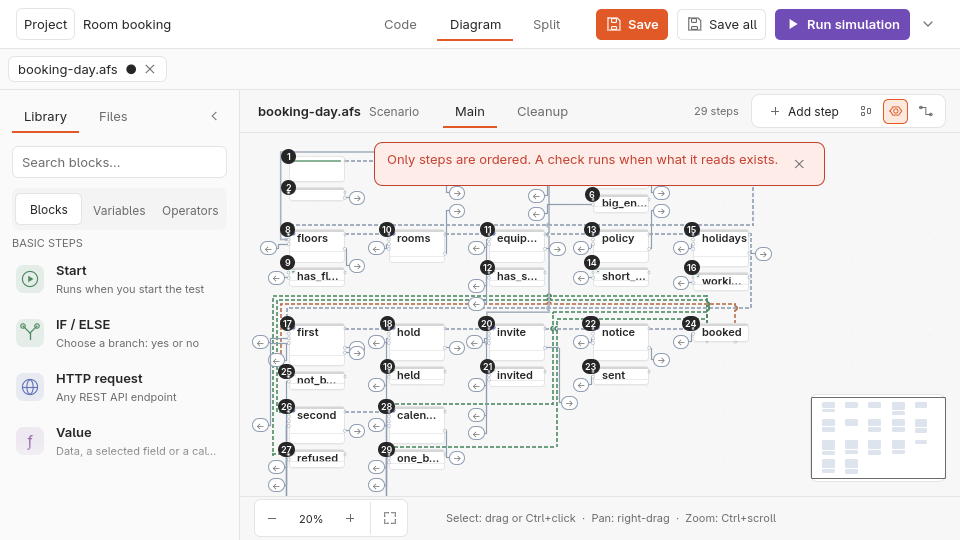 Project Room booking Code Diagram Split Save Save all Run simulation
booking-day.afs
Library Files booking-day.afs Scenario Main Cleanup 29 steps Add step
Only steps are ordered. A check runs when what it reads exists.
Search blocks...
Blocks Variables Operators
BASIC STEPS
Start
Runs when you start the test
IF / ELSE
Choose a branch: yes or no
HTTP request
Any REST API endpoint
Value
Data, a selected field or a cal...
1
2
6 big_en...
8 floors 10 rooms 11 equip... 13 policy 15 holidays
9 has_fl... 12 has_s... 14 short_... 16 worki...
17 first 18 hold 20 invite 22 notice 24 booked
25 not_b... 19 held 21 invited 23 sent
26 second 28 calen...
27 refused 29 one_b...
20% Select: drag or Ctrl+click · Pan: right-drag · Zoom: Ctrl+scroll